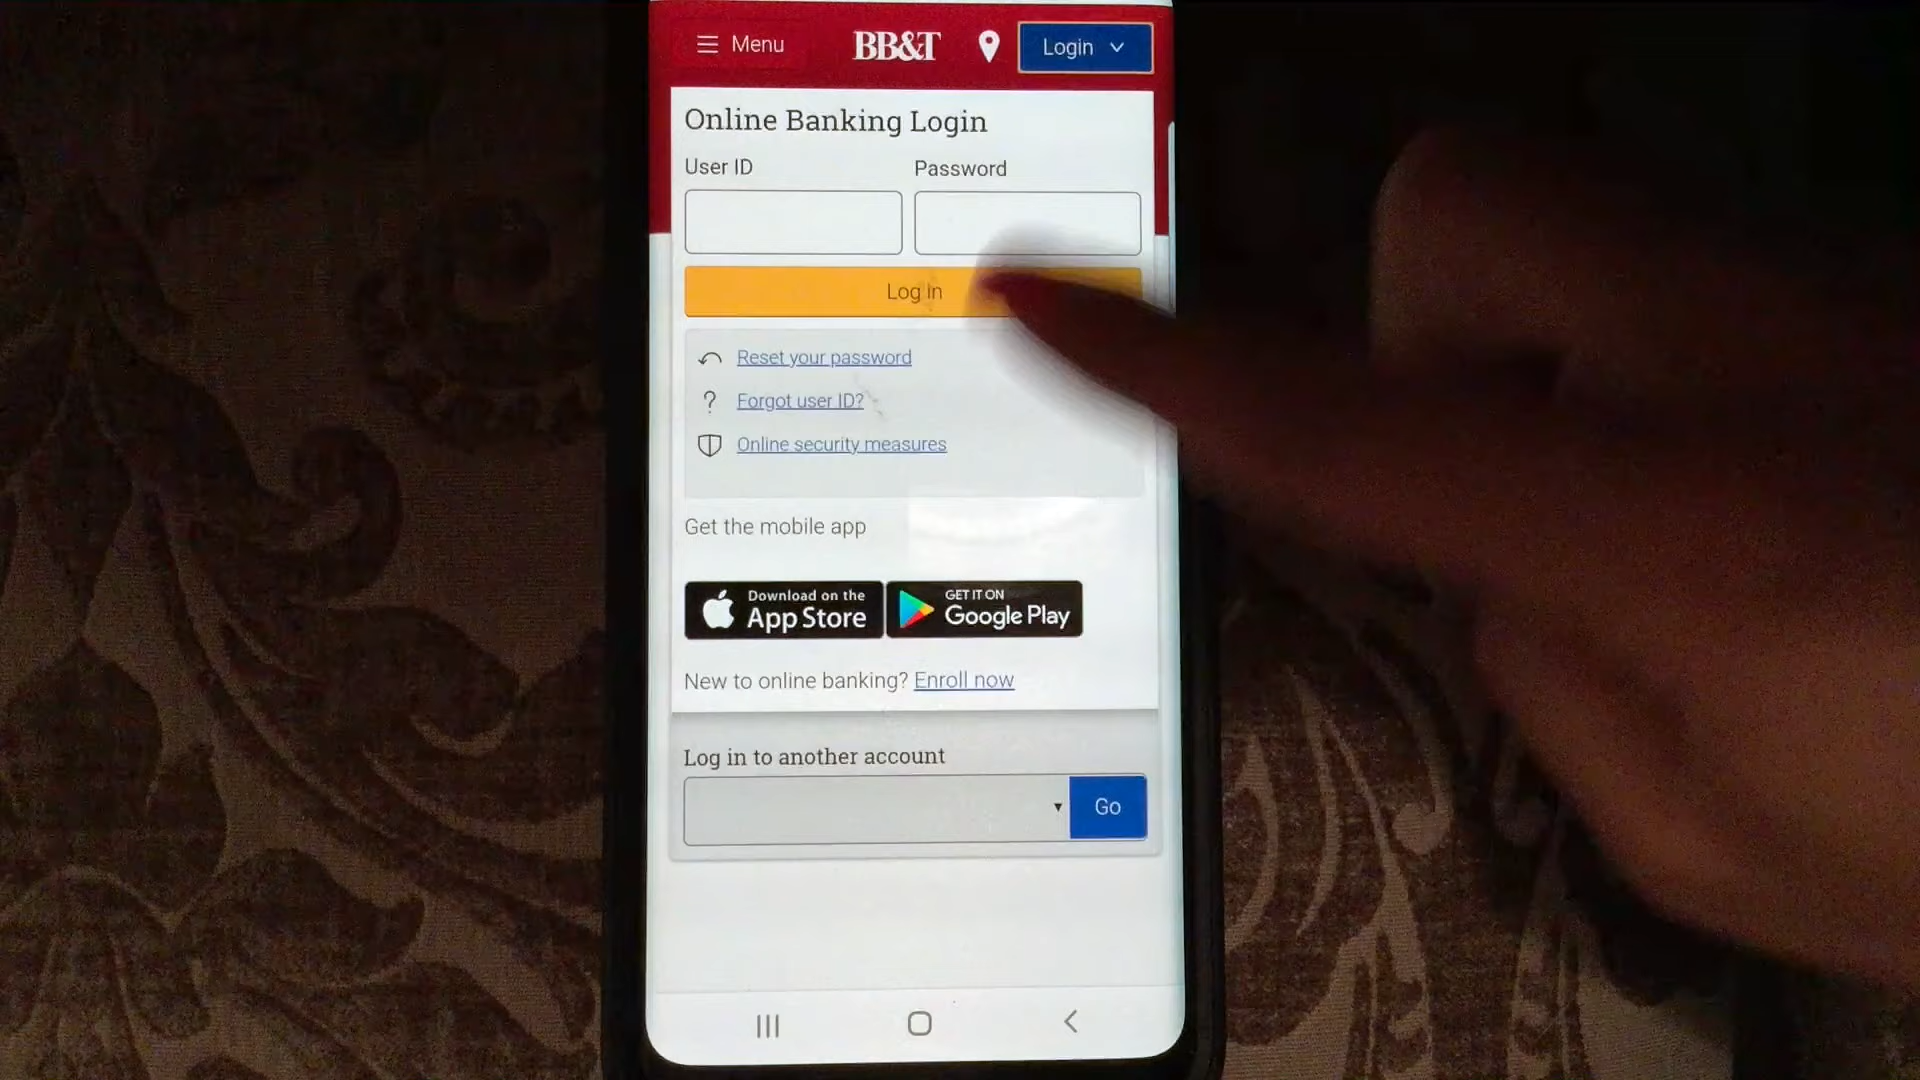 Menu
BB&T
Login
Online Banking Login
User ID
Password
Log in
Reset your password
Forgot user ID?
Online security measures
Get the mobile app
Download on the
App Store
GET IT ON
Google Play
New to online banking? Enroll now
Log in to another account
Go